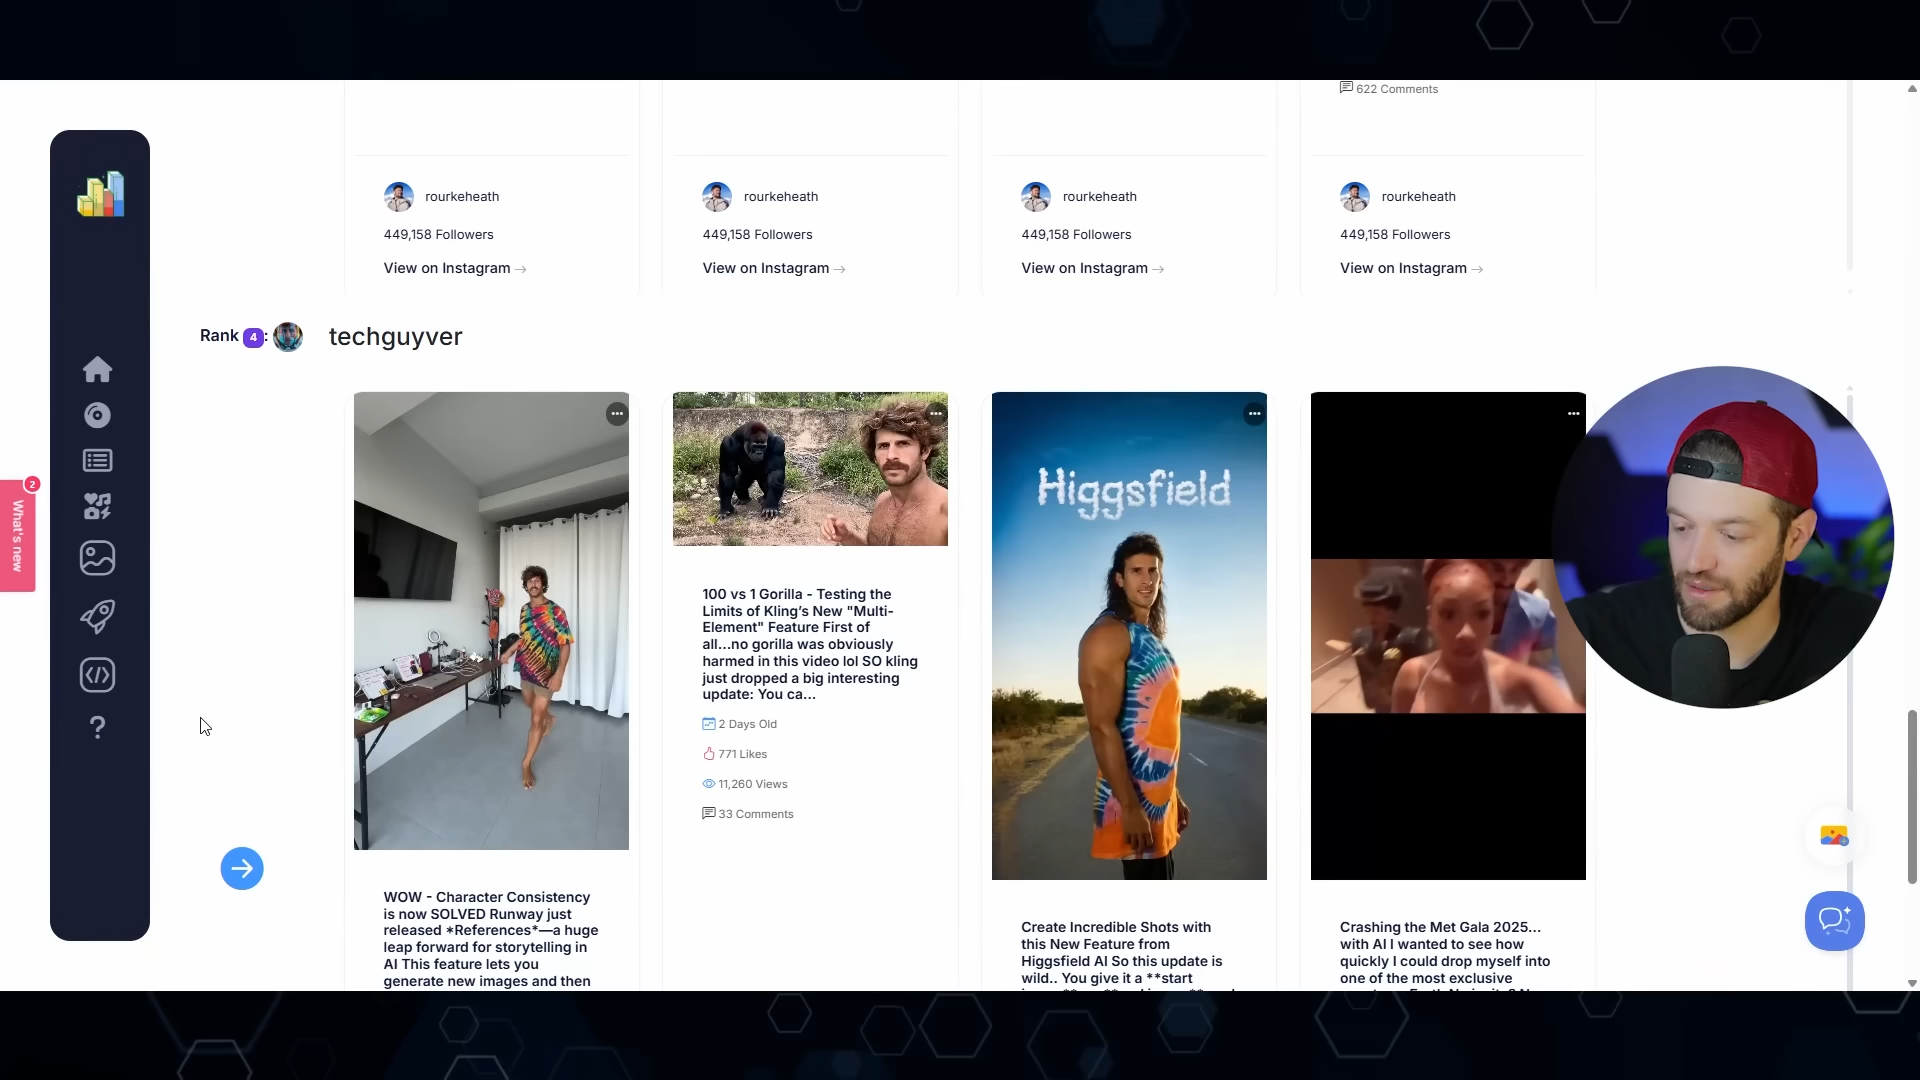 622 Comments
rourkeheath
449,158 Followers
View on Instagram →
rourkeheath
449,158 Followers
View on Instagram →
rourkeheath
449,158 Followers
View on Instagram →
rourkeheath
449,158 Followers
View on Instagram →
Rank 4 : techguyver
2
What's new
?
WOW - Character Consistency
is now SOLVED Runway just
released *References*—a huge
leap forward for storytelling in
AI This feature lets you
generate new images and then
100 vs 1 Gorilla - Testing the
Limits of Kling's New "Multi-
Element" Feature First of
all...no gorilla was obviously
harmed in this video lol SO kling
just dropped a big interesting
update: You ca...
2 Days Old
771 Likes
11,260 Views
33 Comments
Higgsfield
Create Incredible Shots with
this New Feature from
Higgsfield AI So this update is
wild.. You give it a **start
Crashing the Met Gala 2025...
with AI I wanted to see how
quickly I could drop myself into
one of the most exclusive